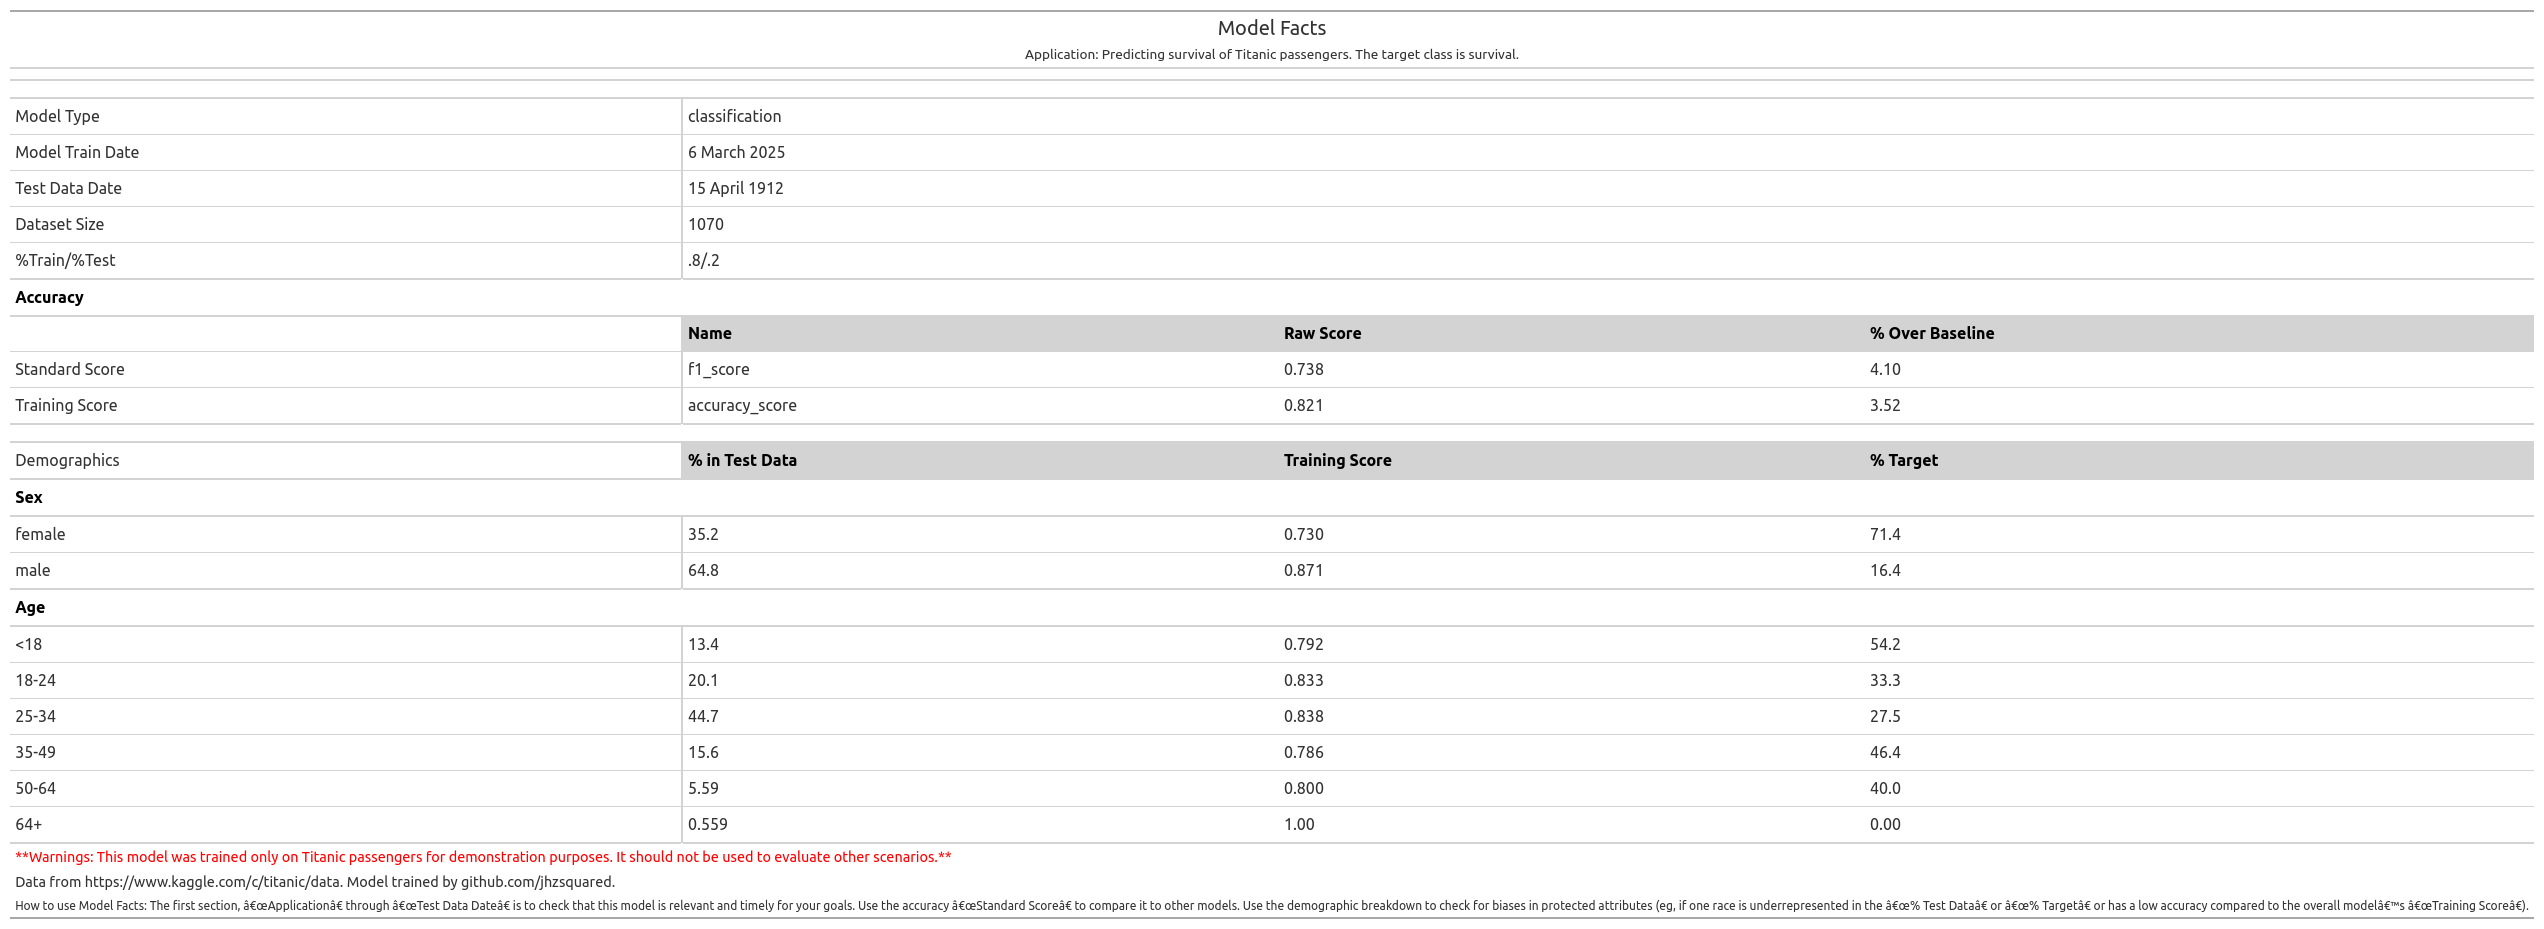 Model Facts
Application: Predicting survival of Titanic passengers. The target class is survival.
Model Type classification
Model Train Date 6 March 2025
Test Data Date 15 April 1912
Dataset Size 1070
%Train/%Test .8/.2
Accuracy
Name Raw Score % Over Baseline
Standard Score f1_score 0.738 4.10
Training Score accuracy_score 0.821 3.52
Demographics % in Test Data Training Score % Target
Sex
female 35.2 0.730 71.4
male 64.8 0.871 16.4
Age
<18 13.4 0.792 54.2
18-24 20.1 0.833 33.3
25-34 44.7 0.838 27.5
35-49 15.6 0.786 46.4
50-64 5.59 0.800 40.0
64+ 0.559 1.00 0.00
**Warnings: This model was trained only on Titanic passengers for demonstration purposes. It should not be used to evaluate other scenarios.**
Data from https://www.kaggle.com/c/titanic/data. Model trained by github.com/jhzsquared.
How to use Model Facts: The first section, â€œApplicationâ€ through â€œTest Data Dateâ€ is to check that this model is relevant and timely for your goals. Use the accuracy â€œStandard Scoreâ€ to compare it to other models. Use the demographic breakdown to check for biases in protected attributes (eg, if one race is underrepresented in the â€œ% Test Dataâ€ or â€œ% Targetâ€ or has a low accuracy compared to the overall modelâ€™s â€œTraining Scoreâ€).